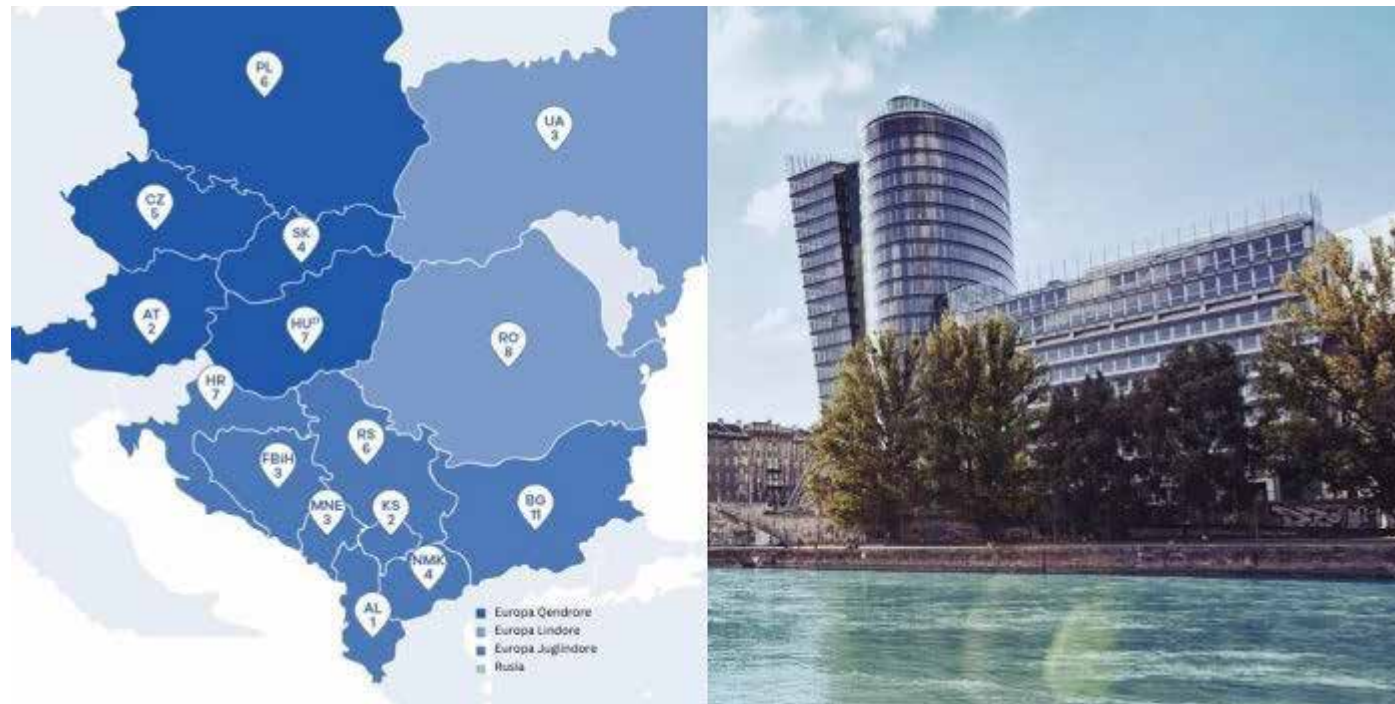 PL
6
UA
3
CZ
5
SK
4
AT
2
HU
7
RO
8
HR
7
RS
6
FBiH
3
MNE
3
KS
2
BG
11
NMK
4
AL
1
Europa Qendrore
Europa Lindore
Europa Juglindore
Rusia